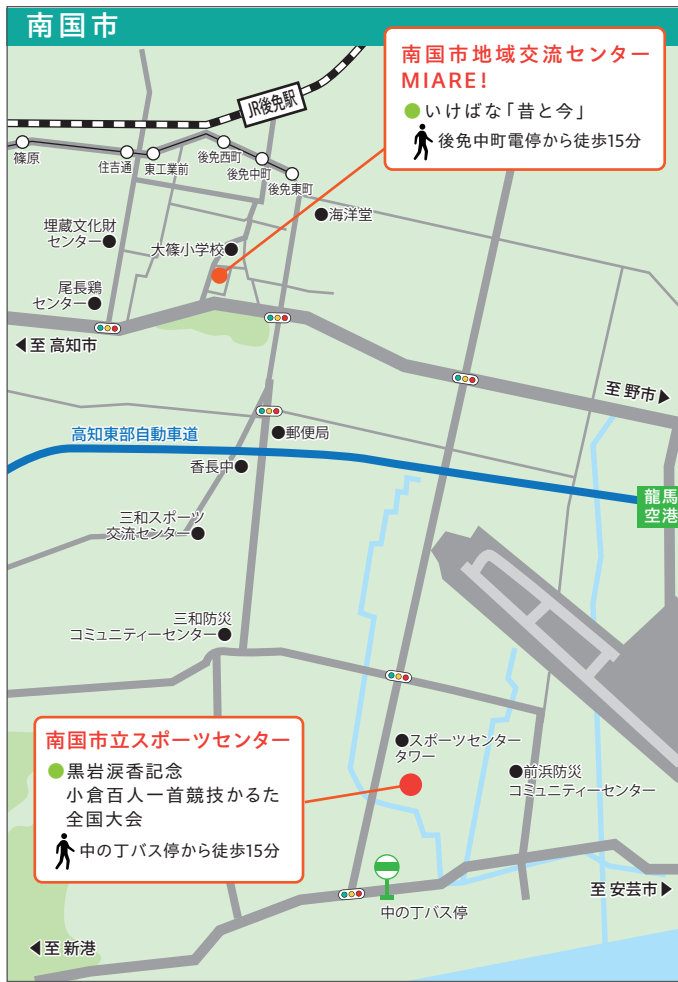 南国市
南国市地域交流センター
MIARE!
●いけばな「昔と今」
後免中町電停から徒歩15分
JR後免駅
篠原
住吉通
東工業前
後免西町
後免中町
後免東町
●海洋堂
埋蔵文化財
センター●
大篠小学校●
尾長鶏
センター●
◀至 高知市
至 野市▶
高知東部自動車道
●郵便局
香長中●
龍馬
空港
三和スポーツ
交流センター●
三和防災
コミュニティーセンター●
南国市立スポーツセンター
●黒岩涙香記念
小倉百人一首競技かるた
全国大会
中の丁バス停から徒歩15分
●スポーツセンター
タワー
●前浜防災
コミュニティーセンター
中の丁バス停
至 安芸市▶
◀至 新港